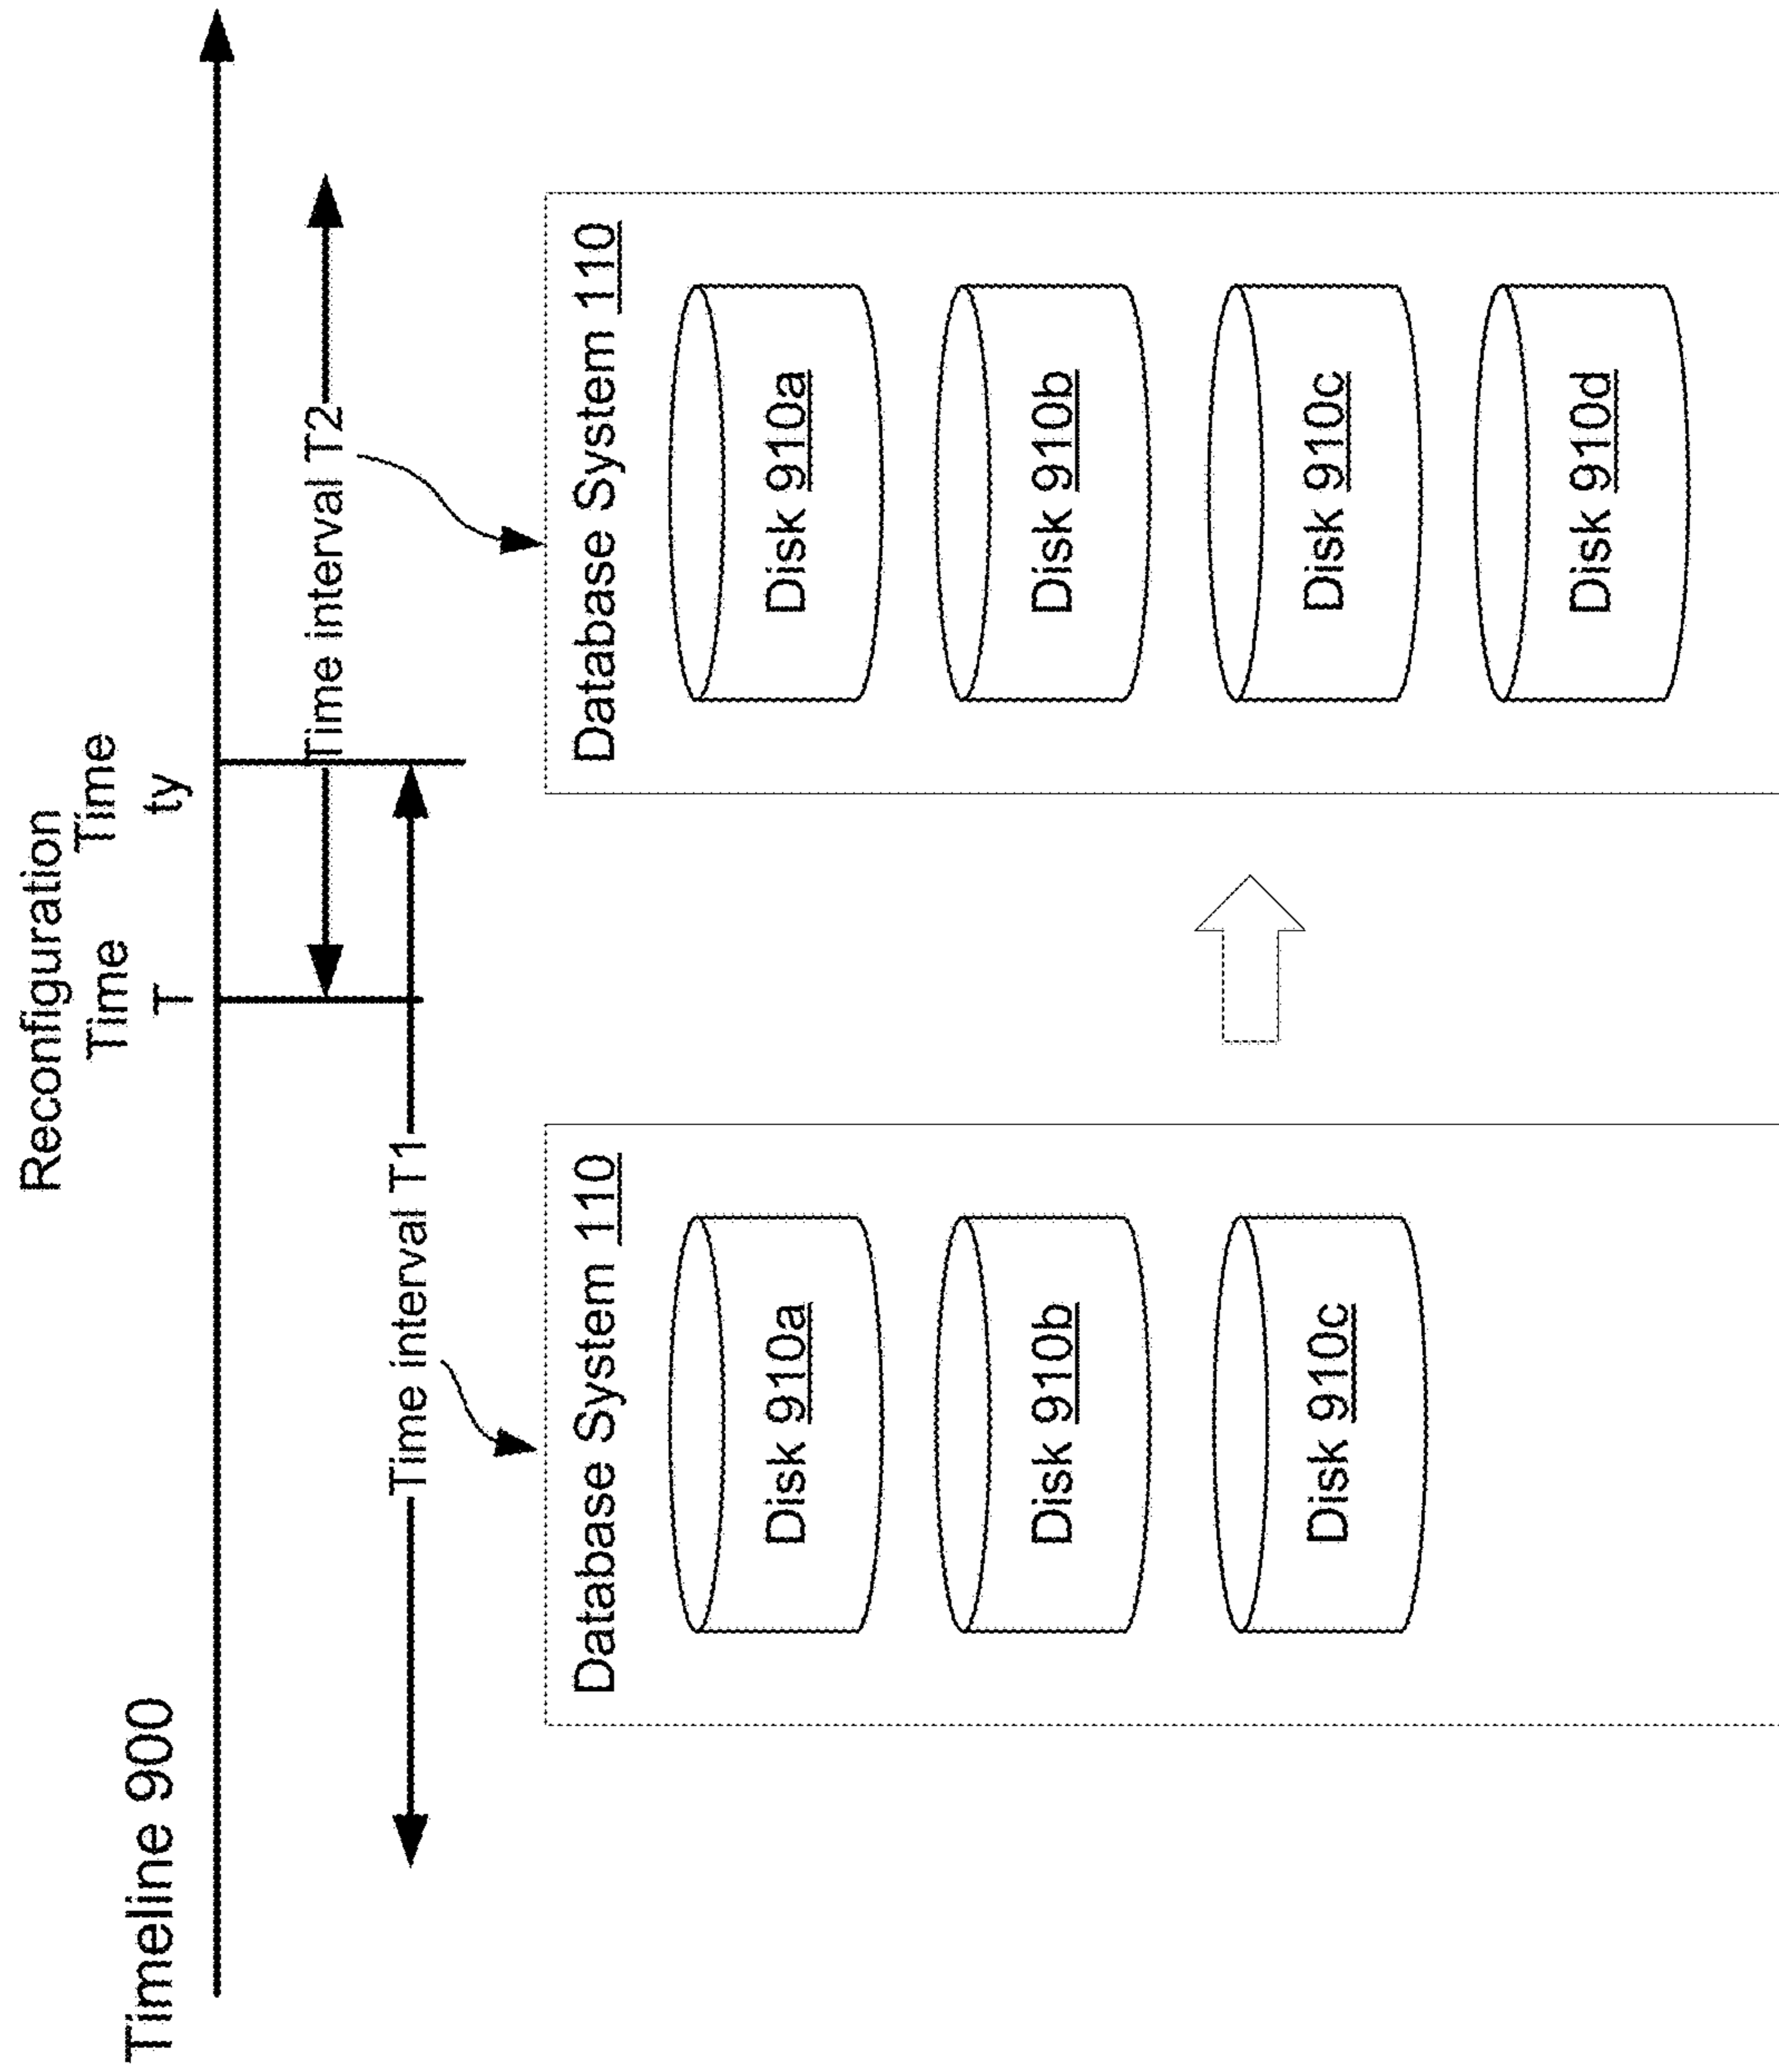 Timeline 900
Reconfiguration
Time
T
Time
ty
Time interval T2
Time interval T1
Database System 110
Disk 910a
Disk 910b
Disk 910c
Database System 110
Disk 910a
Disk 910b
Disk 910c
Disk 910d